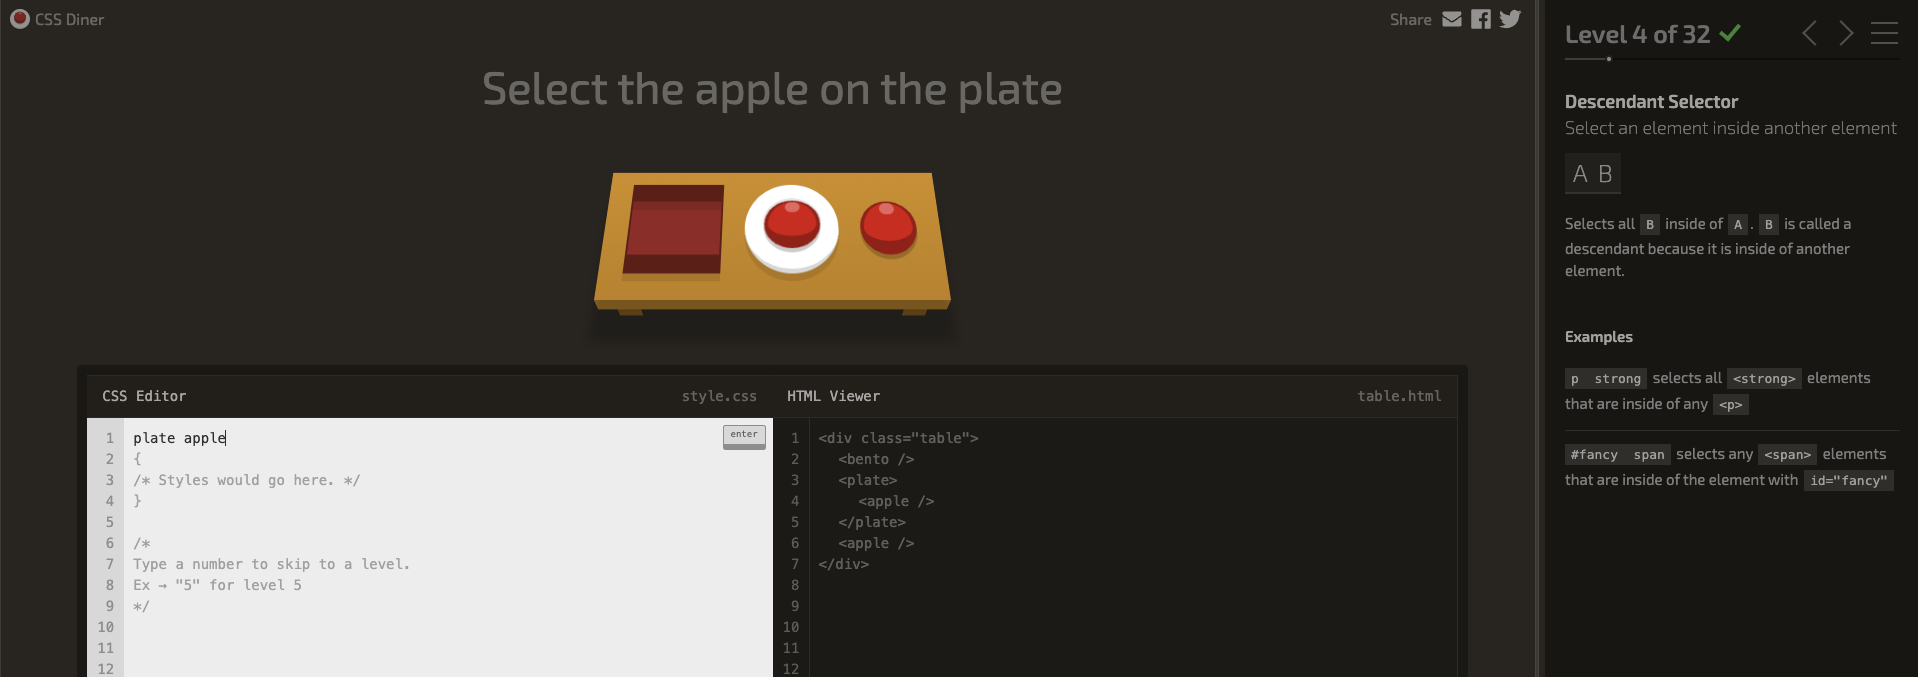 CSS Diner
Share
Select the apple on the plate
CSS Editor
style.css
1 plate apple
enter
2 {
3 /* Styles would go here. */
4 }
5
6 /*
7 Type a number to skip to a level.
8 Ex → "5" for level 5
9 */
10
11
12
HTML Viewer
table.html
1 <div class="table">
2 <bento />
3 <plate>
4 <apple />
5 </plate>
6 <apple />
7 </div>
8
9
10
11
12
Level 4 of 32
Descendant Selector
Select an element inside another element
A B
Selects all B inside of A . B is called a
descendant because it is inside of another
element.
Examples
p strong selects all <strong> elements
that are inside of any <p>
#fancy span selects any <span> elements
that are inside of the element with id="fancy"